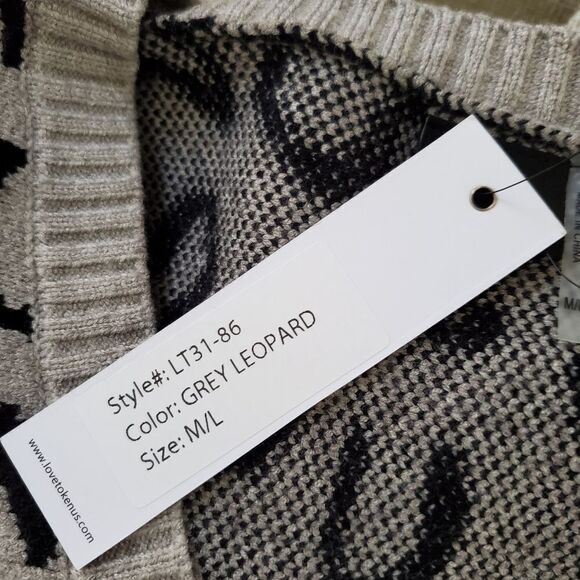 Style#: LT31-86
Color: GREY LEOPARD
Size: M/L
www.lovetokenus.com